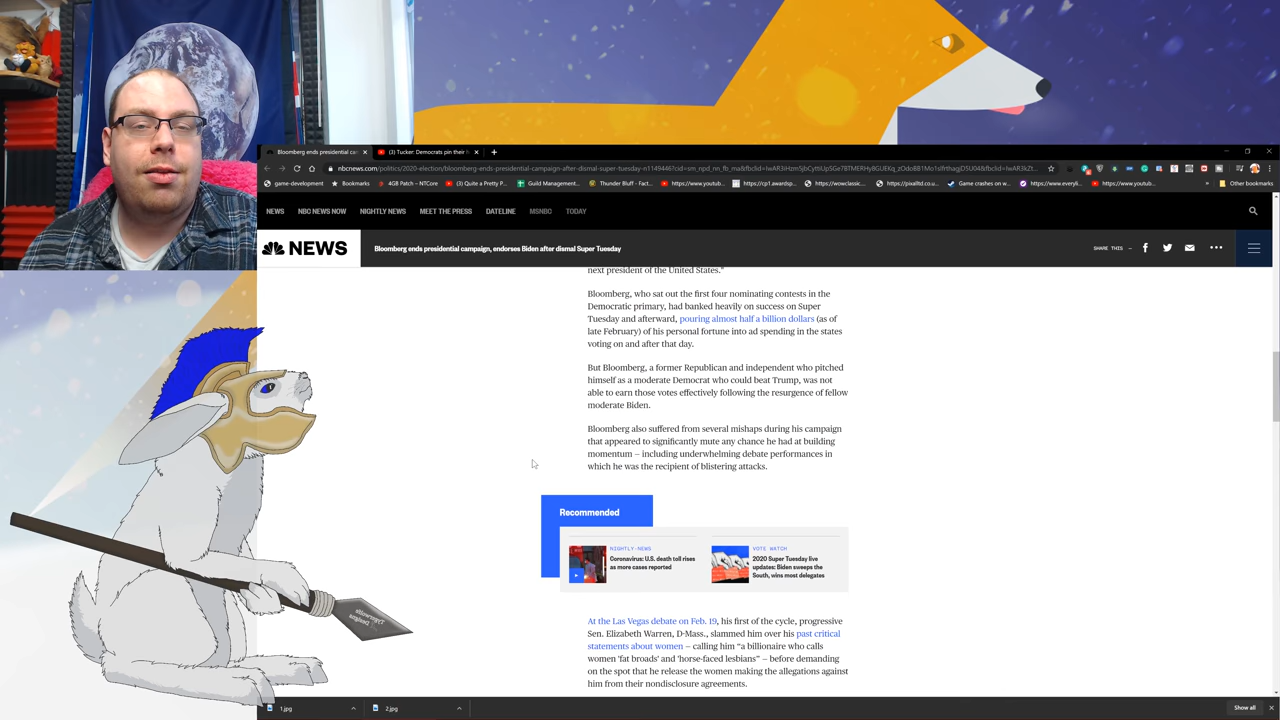 Bloomberg ends presidential ca
(3) Tucker: Democrats pin their h
nbcnews.com/politics/2020-election/bloomberg-ends-presidential-campaign-after-dismal-super-tuesday-n1149446?cid=sm_npd_nn_fb_ma&fbclid=
game-development
Bookmarks
4GB Patch – NTCore
(3) Quite a Pretty P...
Guild Management...
Thunder Bluff - Fact...
https://www.youtub...
https://cp1.awardsp...
https://wowclassic....
https://pixalltd.co.u...
Game crashes on w...
https://www.everyli...
https://www.youtub...
Other bookmarks
NEWS
NBC NEWS NOW
NIGHTLY NEWS
MEET THE PRESS
DATELINE
MSNBC
TODAY
NEWS
Bloomberg ends presidential campaign, endorses Biden after dismal Super Tuesday
SHARE THIS —
next president of the United States."
Bloomberg, who sat out the first four nominating contests in the
Democratic primary, had banked heavily on success on Super
Tuesday and afterward, pouring almost half a billion dollars (as of
late February) of his personal fortune into ad spending in the states
voting on and after that day.
But Bloomberg, a former Republican and independent who pitched
himself as a moderate Democrat who could beat Trump, was not
able to earn those votes effectively following the resurgence of fellow
moderate Biden.
Bloomberg also suffered from several mishaps during his campaign
that appeared to significantly mute any chance he had at building
momentum — including underwhelming debate performances in
which he was the recipient of blistering attacks.
Recommended
NIGHTLY-NEWS
Coronavirus: U.S. death toll rises
as more cases reported
VOTE WATCH
2020 Super Tuesday live
updates: Biden sweeps the
South, wins most delegates
At the Las Vegas debate on Feb. 19, his first of the cycle, progressive
Sen. Elizabeth Warren, D-Mass., slammed him over his past critical
statements about women — calling him "a billionaire who calls
women 'fat broads' and 'horse-faced lesbians'" — before demanding
on the spot that he release the women making the allegations against
him from their nondisclosure agreements.
1.jpg
2.jpg
Show all